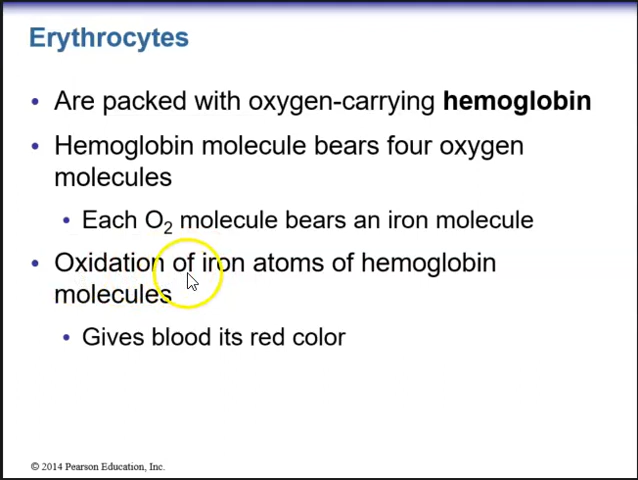 Erythrocytes
• Are packed with oxygen-carrying hemoglobin
• Hemoglobin molecule bears four oxygen
molecules
• Each O₂ molecule bears an iron molecule
• Oxidation of iron atoms of hemoglobin
molecules
• Gives blood its red color
© 2014 Pearson Education, Inc.